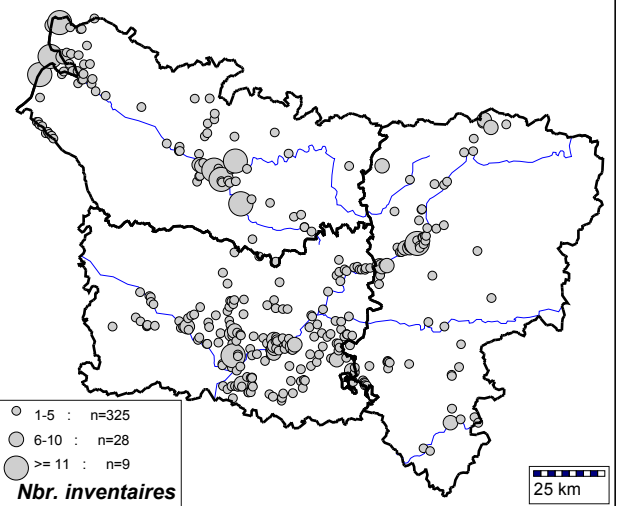 1-5 : n=325
6-10 : n=28
>= 11 : n=9
Nbr. inventaires
25 km